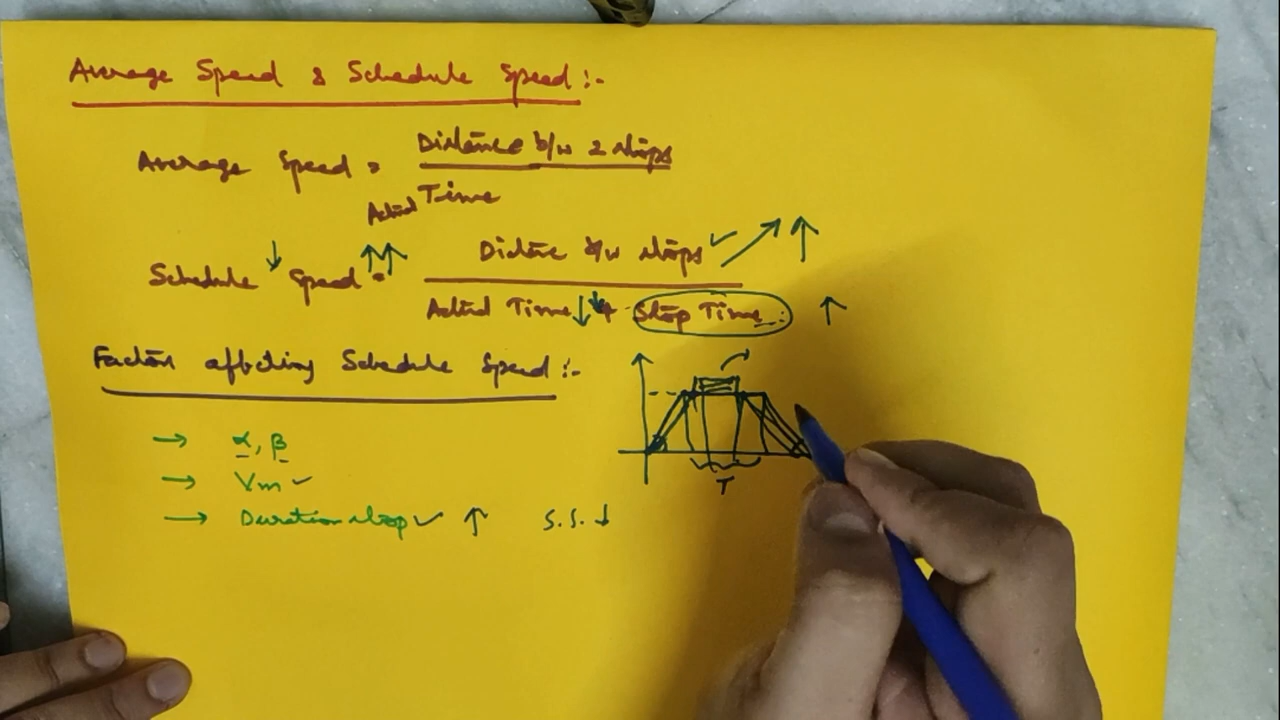 Average Speed & Schedule Speed :-
Average Speed = Distance b/w 2 stops
Actual Time
Schedule ↓ Speed = ↑↑ Distance b/w stops ✓ ↑
Actual Time ↓ + Stop Time ↑
Factors affecting Schedule Speed :-
→ α, β
→ Vm ✓
→ Duration stop ✓ ↑ S.S. ↓
T